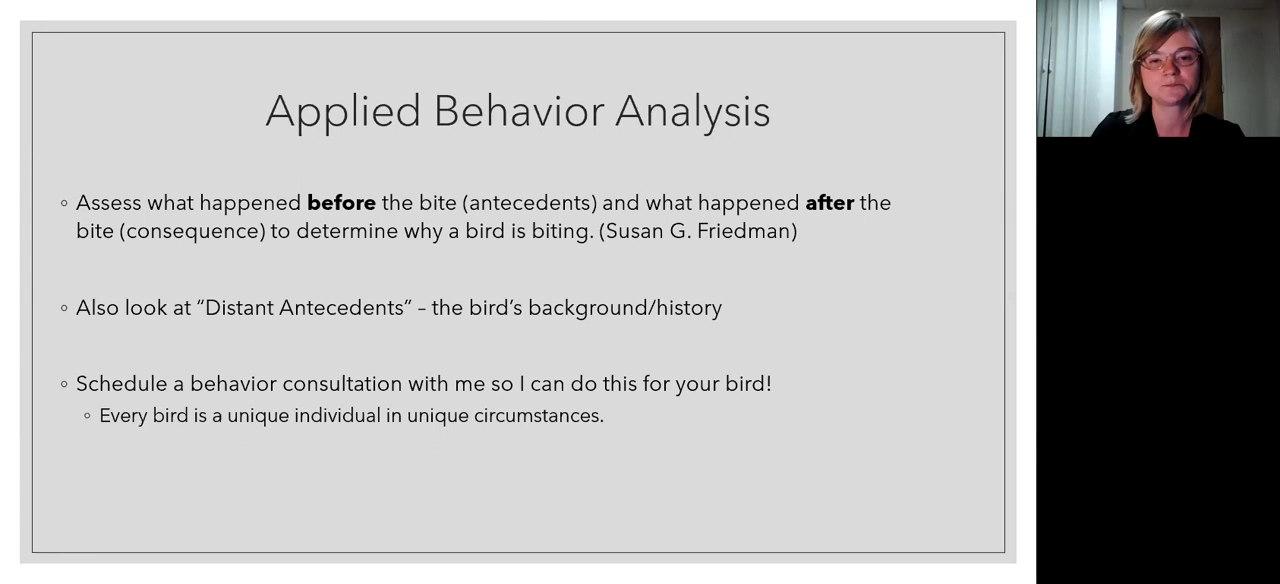 Applied Behavior Analysis
◦ Assess what happened before the bite (antecedents) and what happened after the
bite (consequence) to determine why a bird is biting. (Susan G. Friedman)
◦ Also look at “Distant Antecedents” – the bird’s background/history
◦ Schedule a behavior consultation with me so I can do this for your bird!
◦ Every bird is a unique individual in unique circumstances.